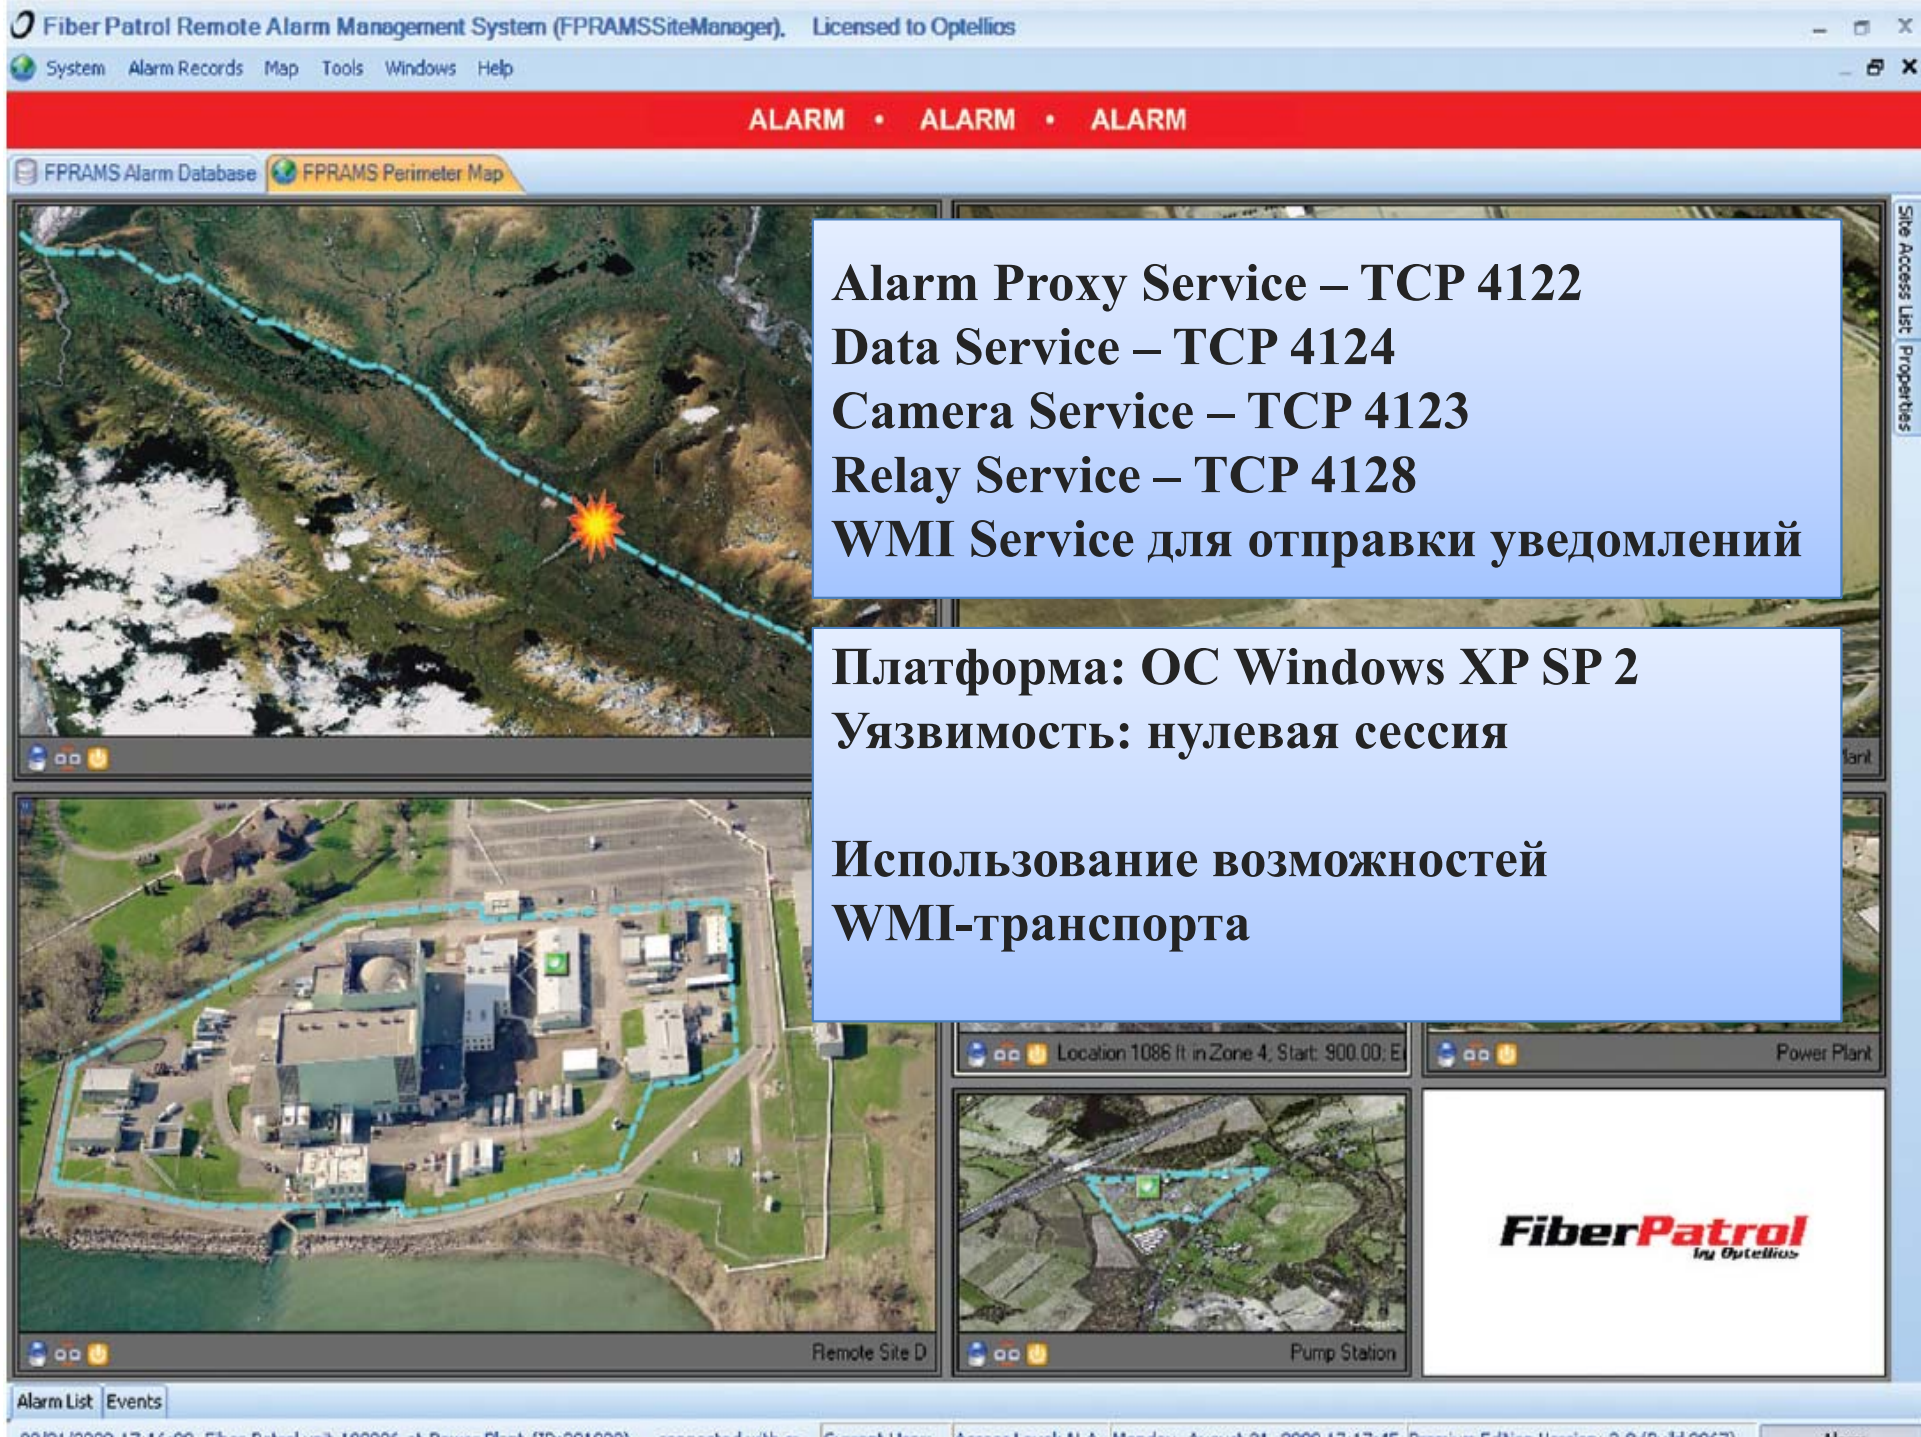 Fiber Patrol Remote Alarm Management System (FPRAMSSiteManager), Licensed to Optellios
System Alarm Records Map Tools Windows Help
ALARM • ALARM • ALARM
FPRAMS Alarm Database FPRAMS Perimeter Map
Site Access List
Properties
Alarm Proxy Service – TCP 4122
Data Service – TCP 4124
Camera Service – TCP 4123
Relay Service – TCP 4128
WMI Service для отправки уведомлений
Платформа: ОС Windows XP SP 2
Уязвимость: нулевая сессия
Использование возможностей
WMI-транспорта
Location 1086 ft in Zone 4; Start: 900.00;
Power Plant
FiberPatrol
by Optellios
Remote Site D
Pump Station
Alarm List Events